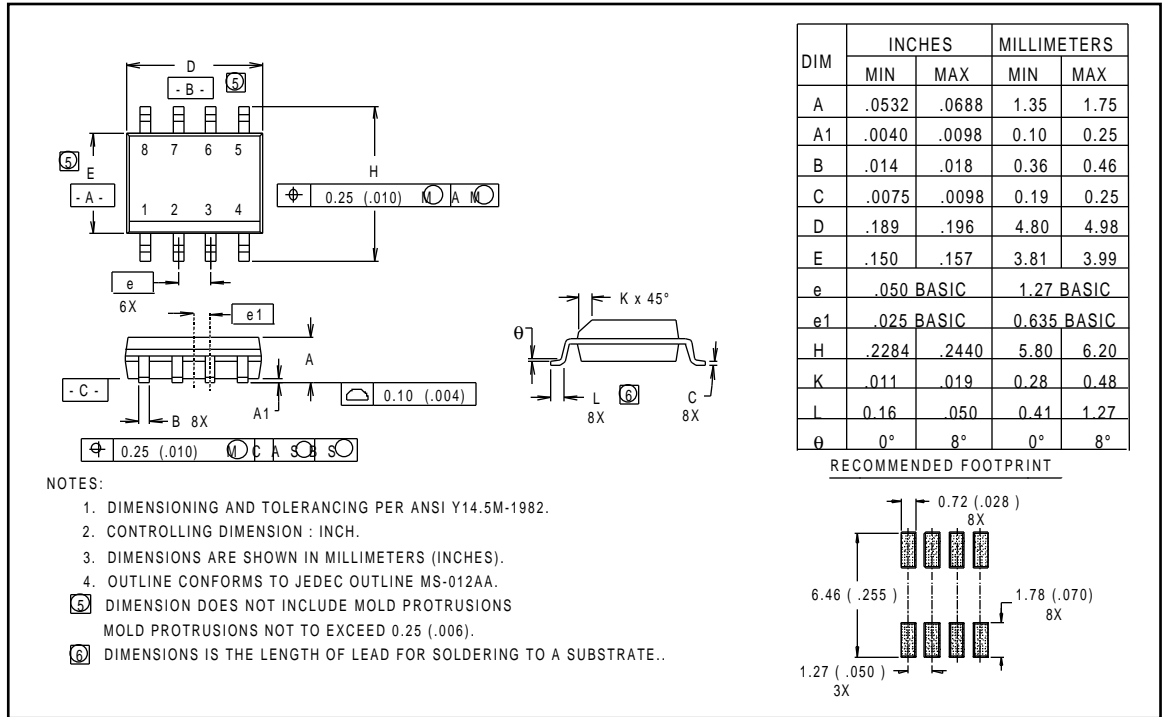 D
- B -
5
8 7 6 5
5
E
- A -
H
1 2 3 4
⌖ 0.25 (.010) Ⓜ A Ⓜ
e
6X
e1
A
- C -
A1
B 8X
0.10 (.004)
⌖ 0.25 (.010) Ⓜ C A Ⓢ B Ⓢ
K x 45°
θ
L
8X
6
C
8X
DIM INCHES MILLIMETERS
MIN MAX MIN MAX
A .0532 .0688 1.35 1.75
A1 .0040 .0098 0.10 0.25
B .014 .018 0.36 0.46
C .0075 .0098 0.19 0.25
D .189 .196 4.80 4.98
E .150 .157 3.81 3.99
e .050 BASIC 1.27 BASIC
e1 .025 BASIC 0.635 BASIC
H .2284 .2440 5.80 6.20
K .011 .019 0.28 0.48
L 0.16 .050 0.41 1.27
θ 0° 8° 0° 8°
NOTES:
1. DIMENSIONING AND TOLERANCING PER ANSI Y14.5M-1982.
2. CONTROLLING DIMENSION : INCH.
3. DIMENSIONS ARE SHOWN IN MILLIMETERS (INCHES).
4. OUTLINE CONFORMS TO JEDEC OUTLINE MS-012AA.
5 DIMENSION DOES NOT INCLUDE MOLD PROTRUSIONS
MOLD PROTRUSIONS NOT TO EXCEED 0.25 (.006).
6 DIMENSIONS IS THE LENGTH OF LEAD FOR SOLDERING TO A SUBSTRATE..
RECOMMENDED FOOTPRINT
0.72 (.028 )
8X
6.46 ( .255 )
1.78 (.070)
8X
1.27 ( .050 )
3X